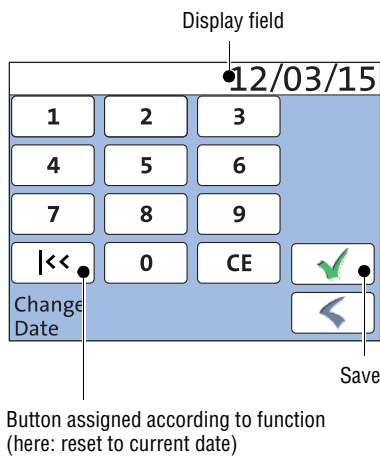 Display field
12/03/15
1 2 3
4 5 6
7 8 9
|<< 0 CE
Change
Date
Save
Button assigned according to function
(here: reset to current date)